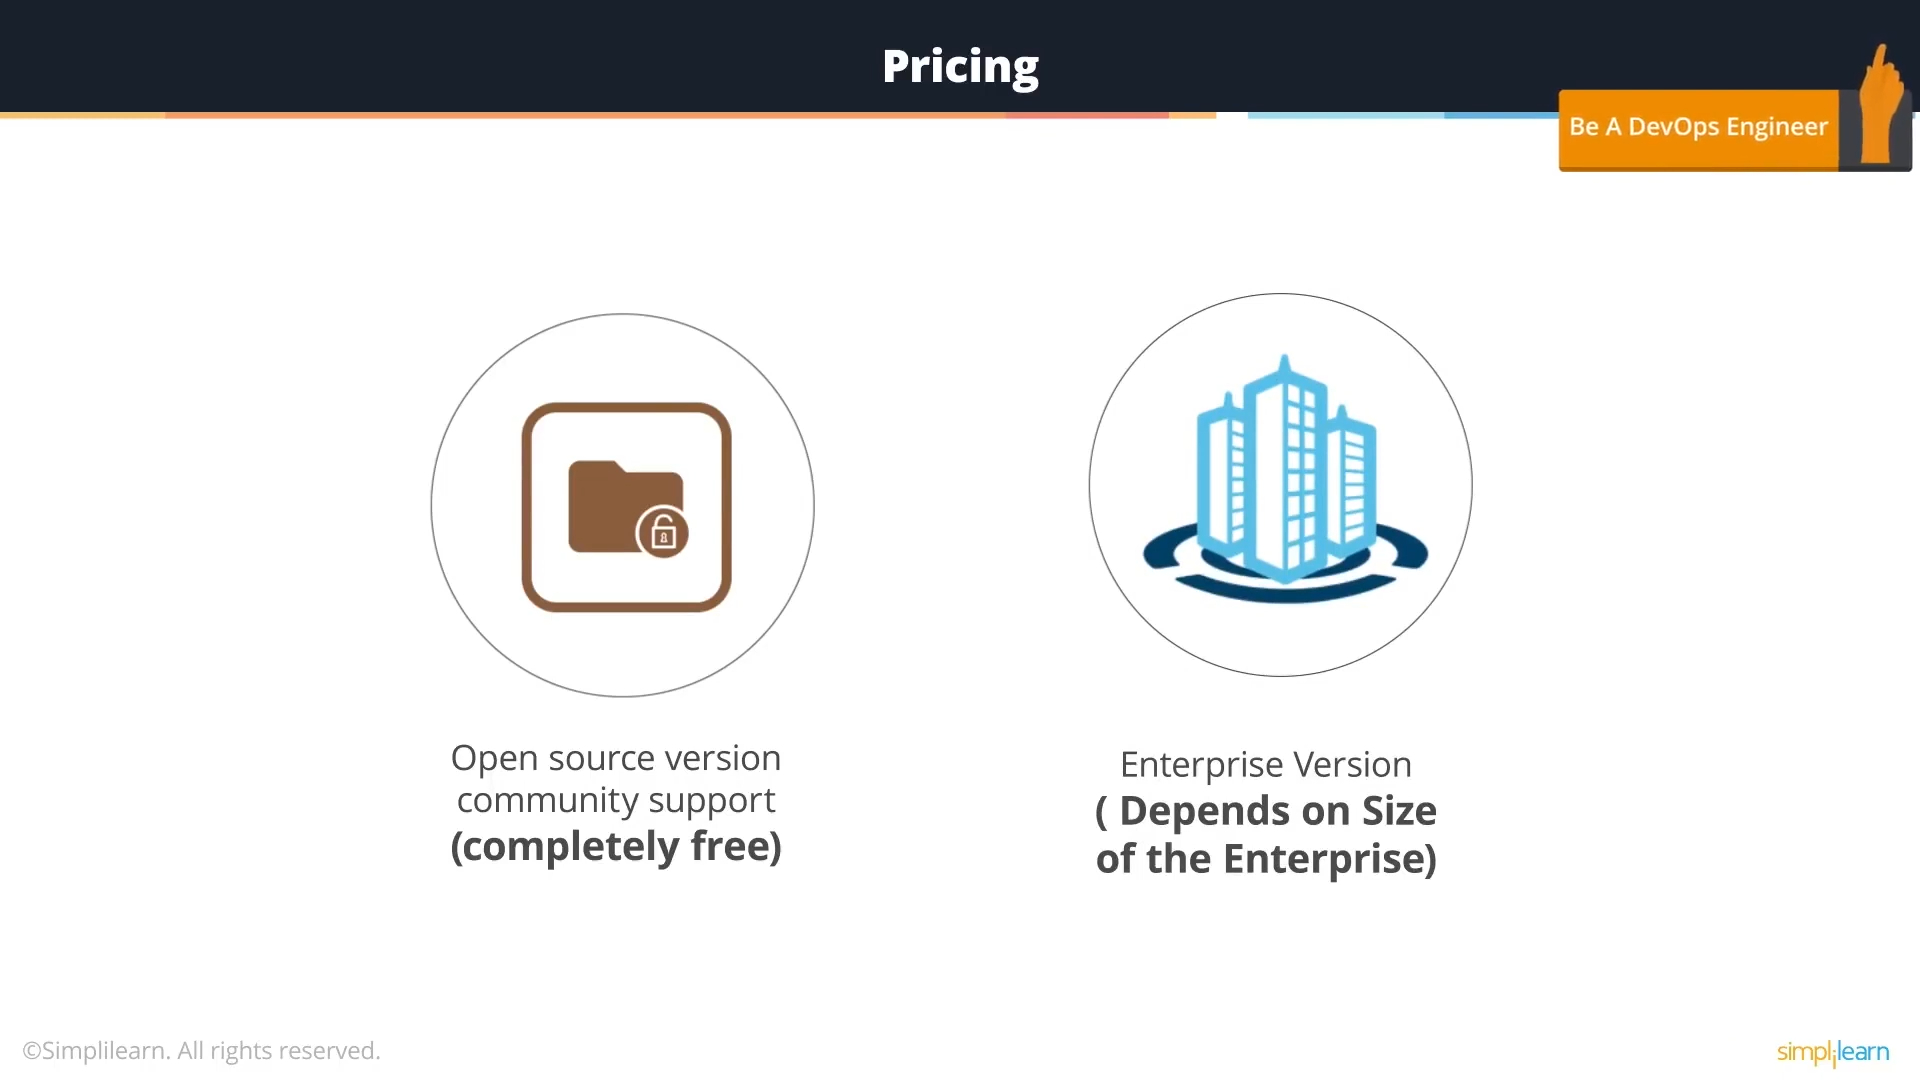 Pricing
Be A DevOps Engineer
Open source version
community support
(completely free)
Enterprise Version
( Depends on Size
of the Enterprise)
©Simplilearn. All rights reserved.
simplilearn